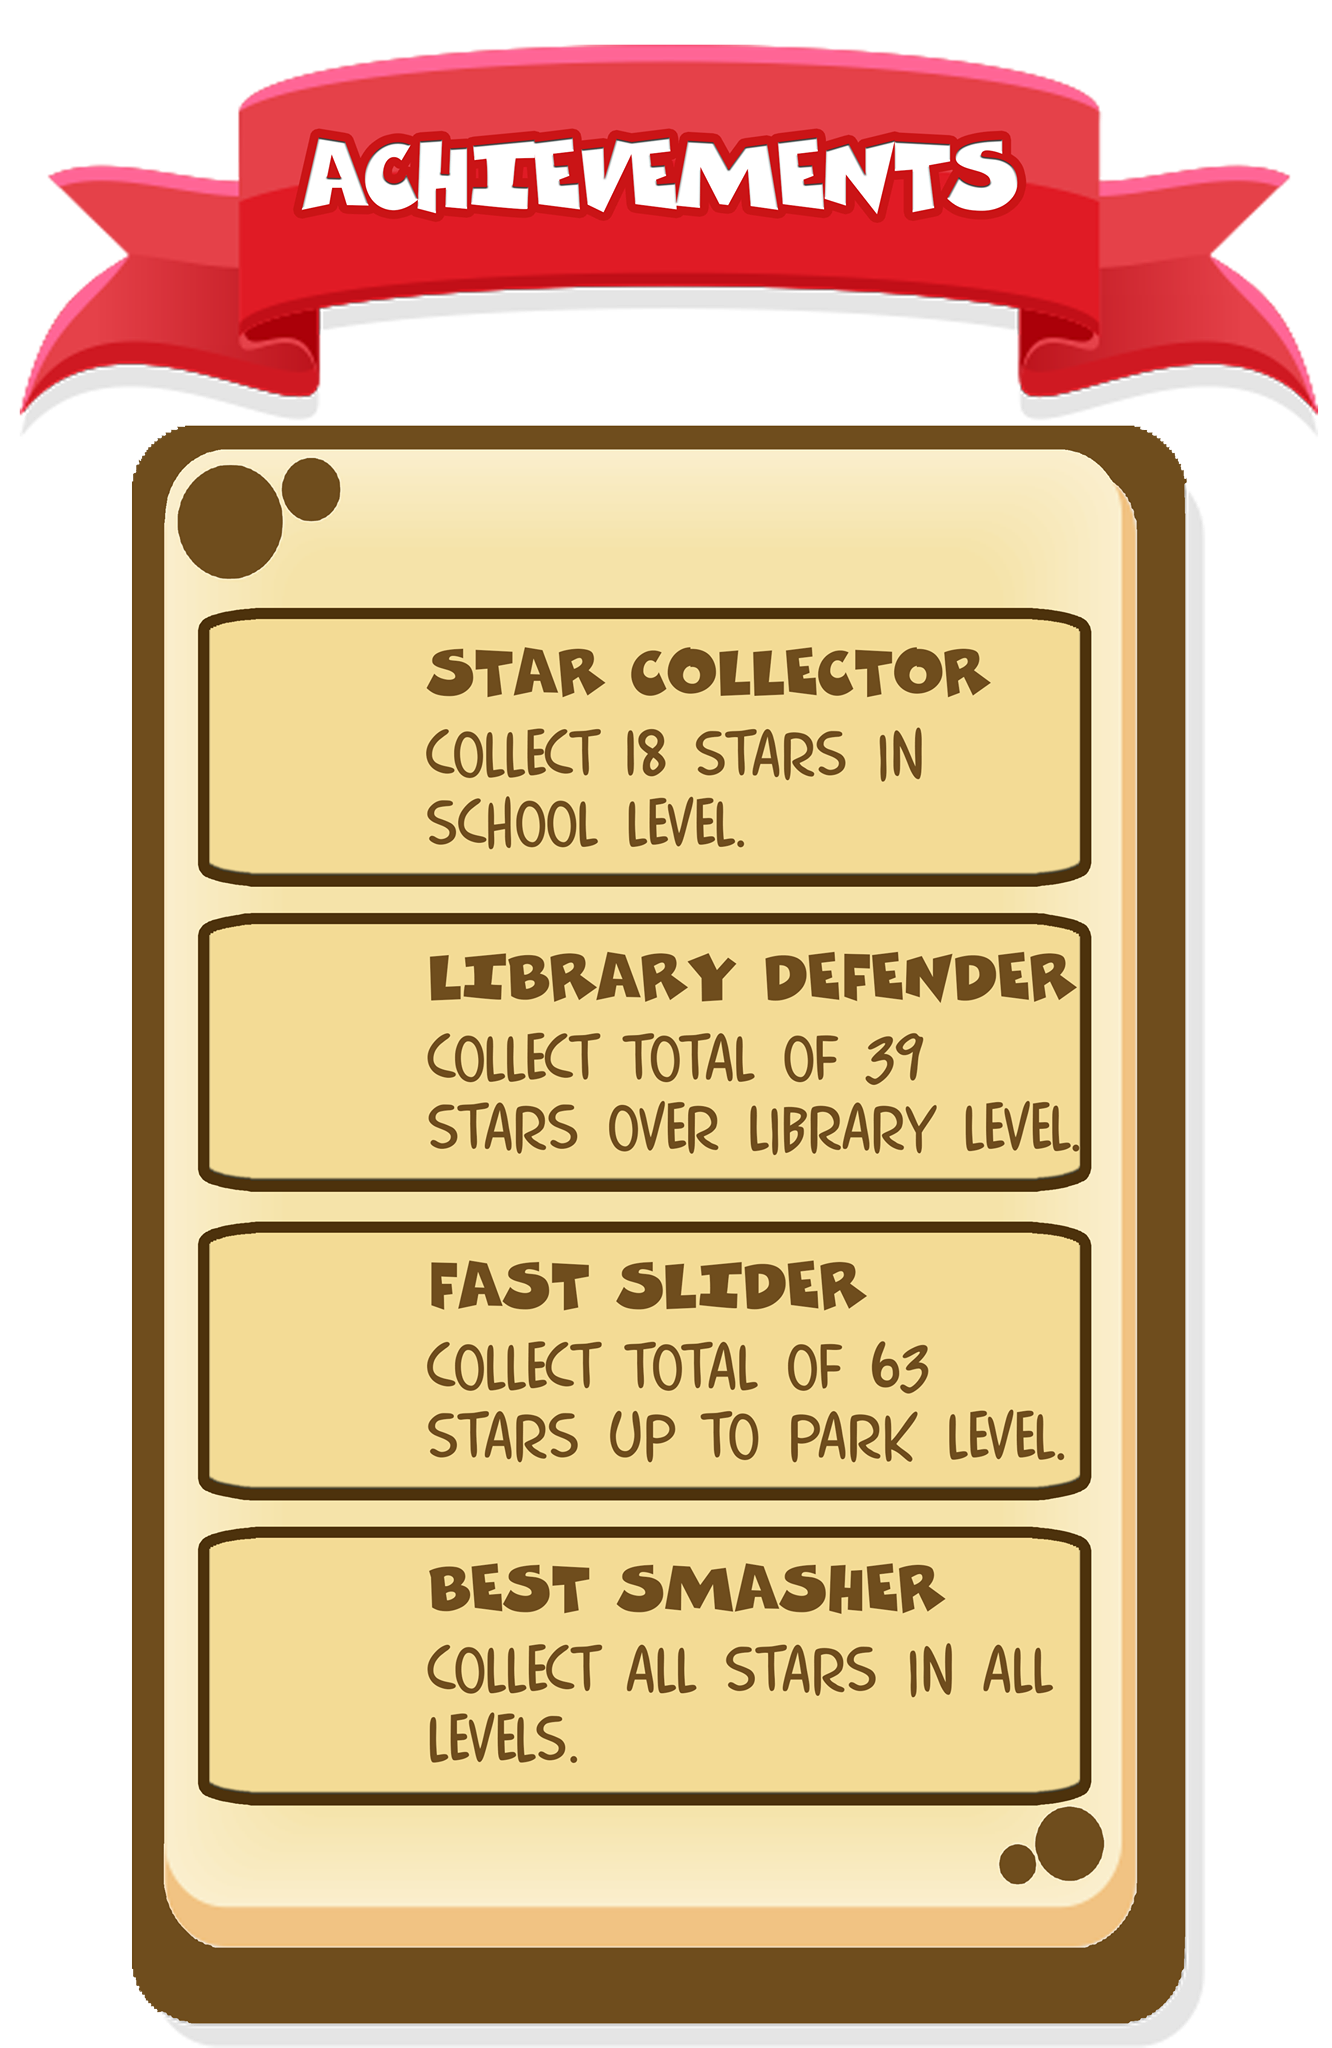 ACHIEVEMENTS
STAR COLLECTOR
COLLECT 18 STARS IN
SCHOOL LEVEL.
LIBRARY DEFENDER
COLLECT TOTAL OF 39
STARS OVER LIBRARY LEVEL.
FAST SLIDER
COLLECT TOTAL OF 63
STARS UP TO PARK LEVEL.
BEST SMASHER
COLLECT ALL STARS IN ALL
LEVELS.